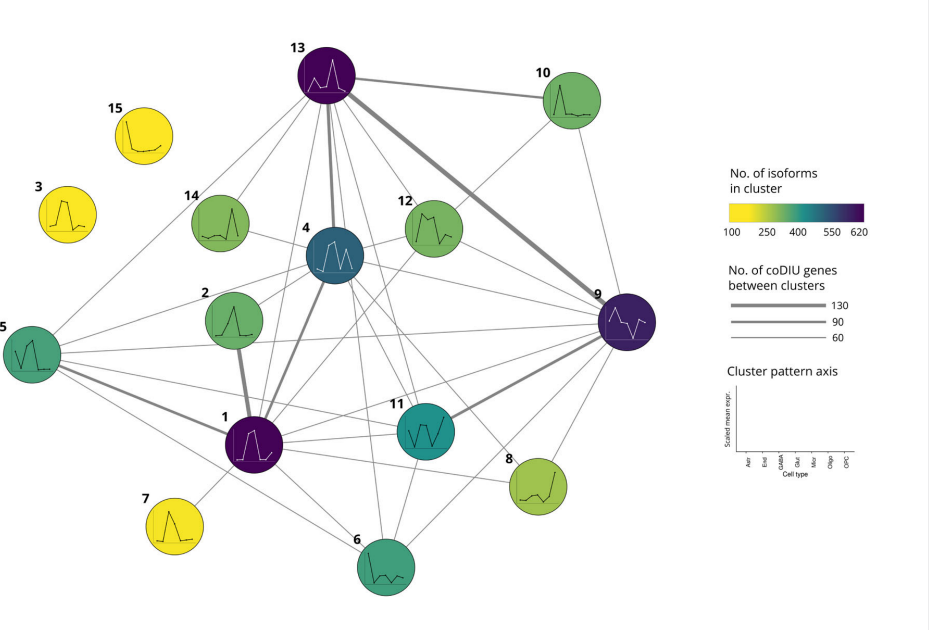 13
10
15
3
14
12
4
2
9
5
1
11
8
7
6
No. of isoforms
in cluster
100 250 400 550 620
No. of coDIU genes
between clusters
130
90
60
Cluster pattern axis
Scaled mean expr.
Astr End GABA Glut Micr Oligo OPC
Cell type